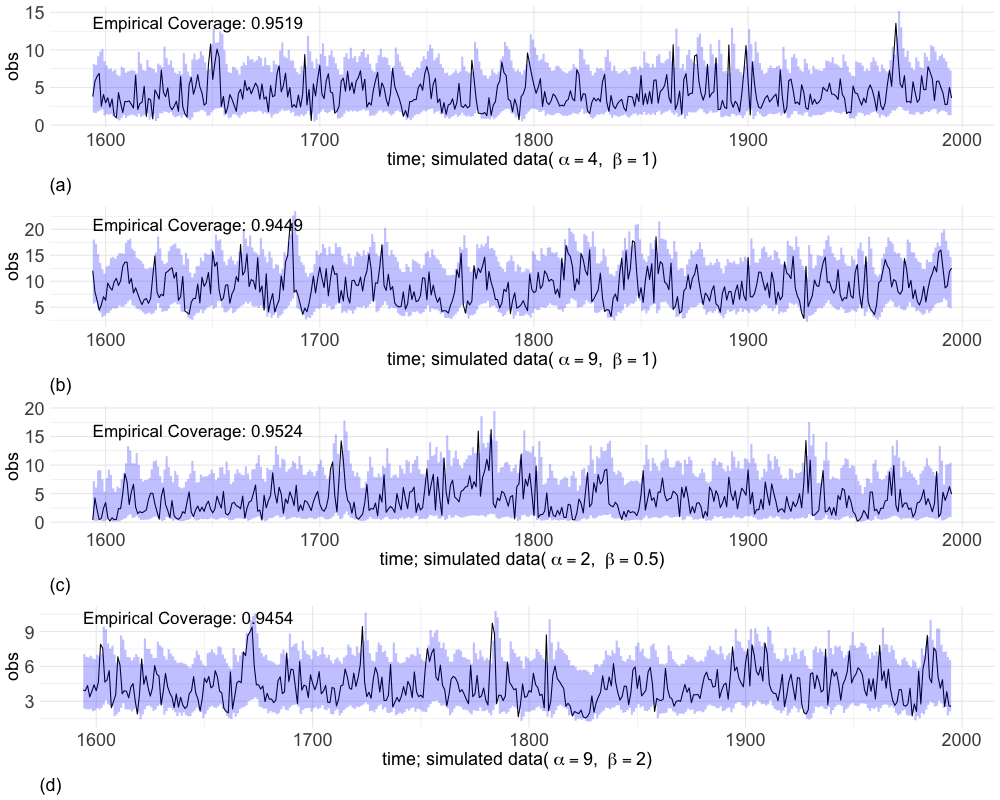 15
Empirical Coverage: 0.9519
10
obs
5
0
1600 1700 1800 1900 2000
time; simulated data( α = 4, β = 1)
(a)
Empirical Coverage: 0.9449
20
15
obs
10
5
1600 1700 1800 1900 2000
time; simulated data( α = 9, β = 1)
(b)
20
Empirical Coverage: 0.9524
15
10
obs
5
0
1600 1700 1800 1900 2000
time; simulated data( α = 2, β = 0.5)
(c)
Empirical Coverage: 0.9454
9
6
obs
3
1600 1700 1800 1900 2000
time; simulated data( α = 9, β = 2)
(d)